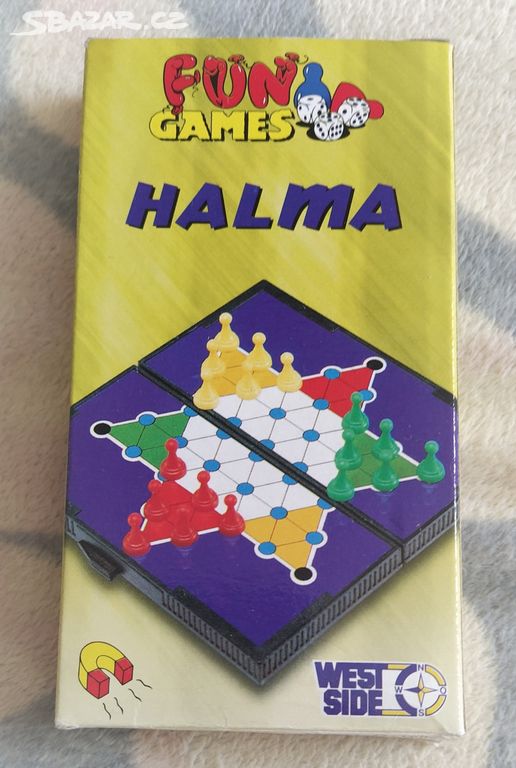 SBAZAR.CZ
FUN
GAMES
HALMA
WEST
SIDE
N
W O
S